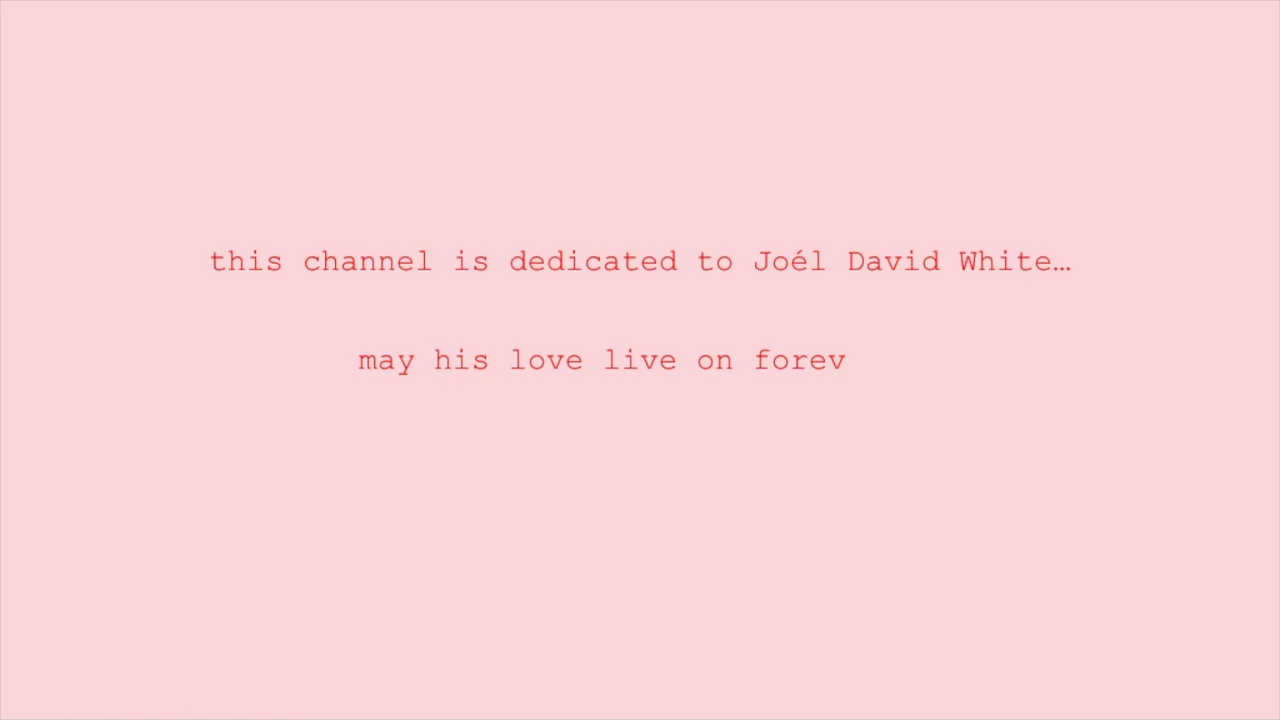 this channel is dedicated to Joél David White…
may his love live on forev